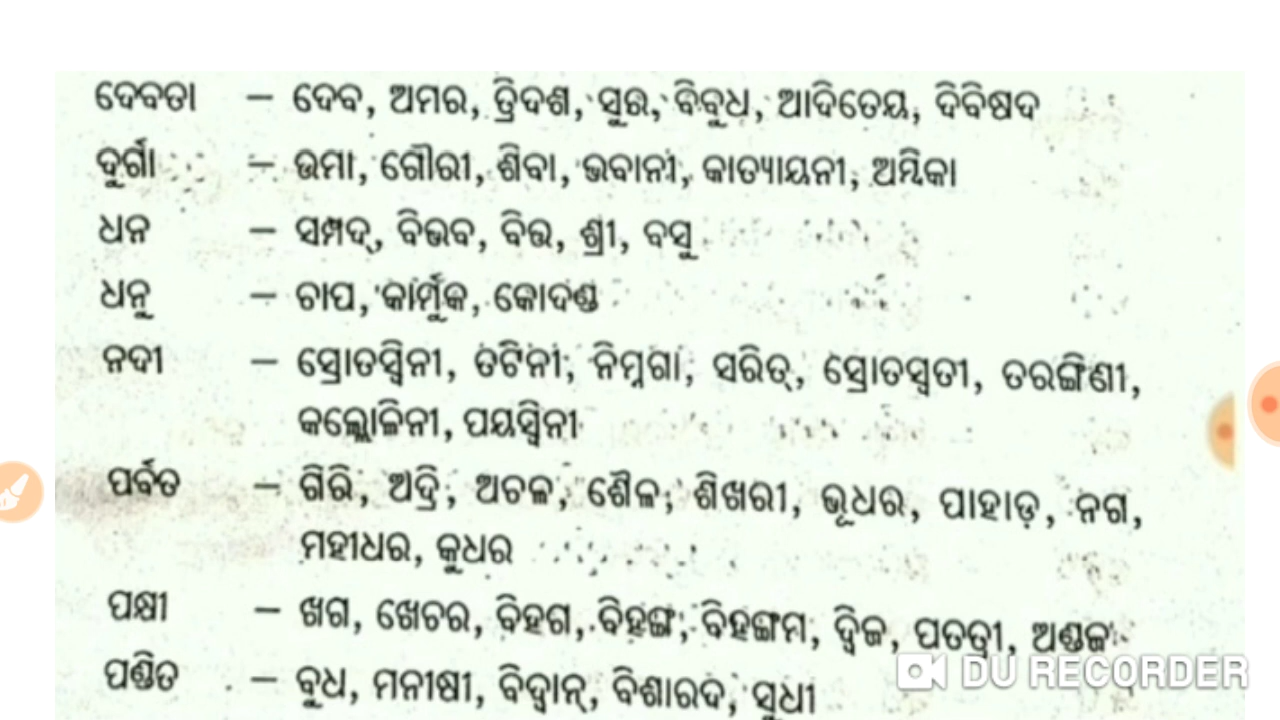 ଦେବତା – ଦେବ, ଅମର, ତ୍ରିଦଶ, ସୁର, ବିବୁଧ, ଆଦିତେୟ, ଦିବିଷଦ
ଦୁର୍ଗା – ଉମା, ଗୌରୀ, ଶିବା, ଭବାନୀ, କାତ୍ୟାୟନୀ, ଅମ୍ବିକା
ଧନ – ସମ୍ପଦ୍, ବିଭବ, ବିତ୍ତ, ଶ୍ରୀ, ବସୁ
ଧନୁ – ଚାପ, କାର୍ମୁକ, କୋଦଣ୍ଡ
ନଦୀ – ସ୍ରୋତସ୍ୱିନୀ, ତଟିନୀ, ନିମ୍ନଗା, ସରିତ୍, ସ୍ରୋତସ୍ୱତୀ, ତରଙ୍ଗିଣୀ,
କଲ୍ଲୋଳିନୀ, ପୟସ୍ୱିନୀ
ପର୍ବତ – ଗିରି, ଅଦ୍ରି, ଅଚଳ, ଶୈଳ, ଶିଖରୀ, ଭୂଧର, ପାହାଡ଼, ନଗ,
ମହୀଧର, କୁଧର
ପକ୍ଷୀ – ଖଗ, ଖେଚର, ବିହଗ, ବିହଙ୍ଗ, ବିହଙ୍ଗମ, ଦ୍ୱିଜ, ପତତ୍ରୀ, ଅଣ୍ଡଜ
ପଣ୍ଡିତ – ବୁଧ, ମନୀଷୀ, ବିଦ୍ୱାନ୍, ବିଶାରଦ, ସୁଧୀ
DU RECORDER